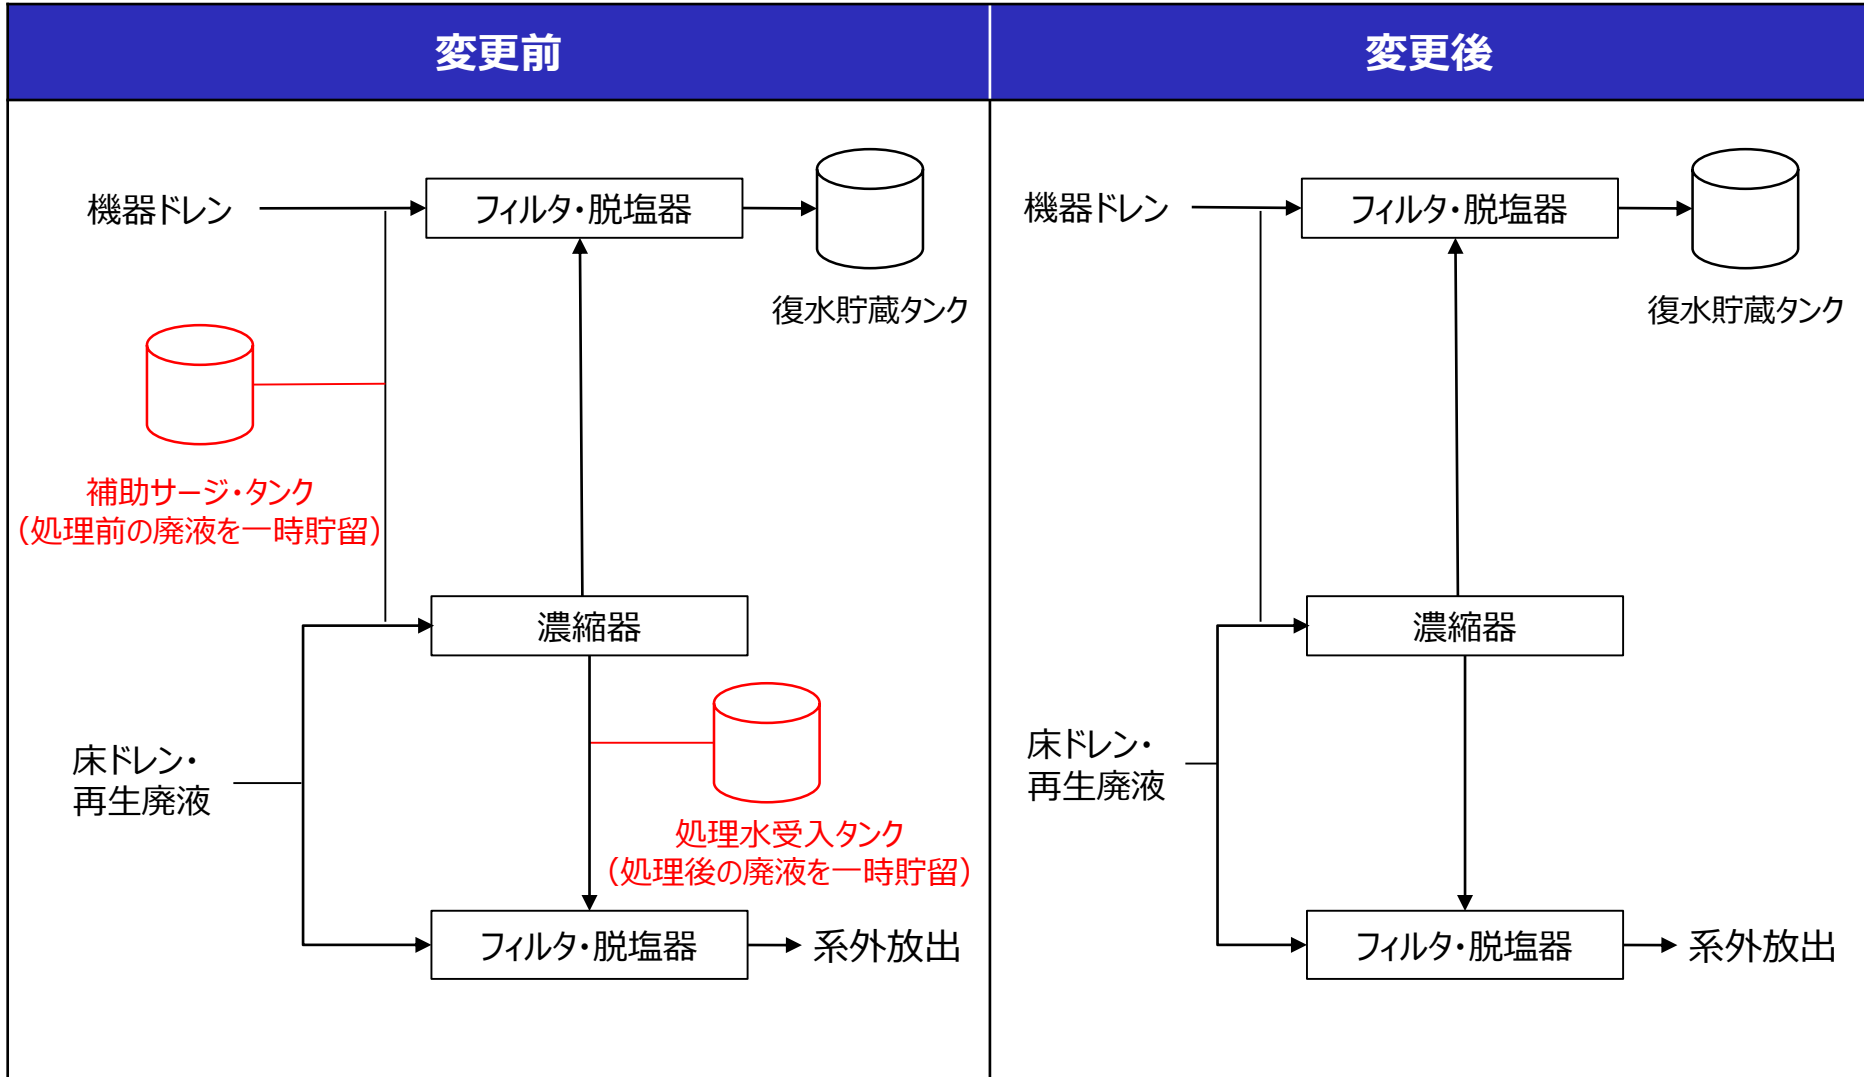 変更前
変更後
機器ドレン
フィルタ・脱塩器
復水貯蔵タンク
補助サージ・タンク
（処理前の廃液を一時貯留）
濃縮器
床ドレン・
再生廃液
処理水受入タンク
（処理後の廃液を一時貯留）
フィルタ・脱塩器
系外放出
機器ドレン
フィルタ・脱塩器
復水貯蔵タンク
濃縮器
床ドレン・
再生廃液
フィルタ・脱塩器
系外放出